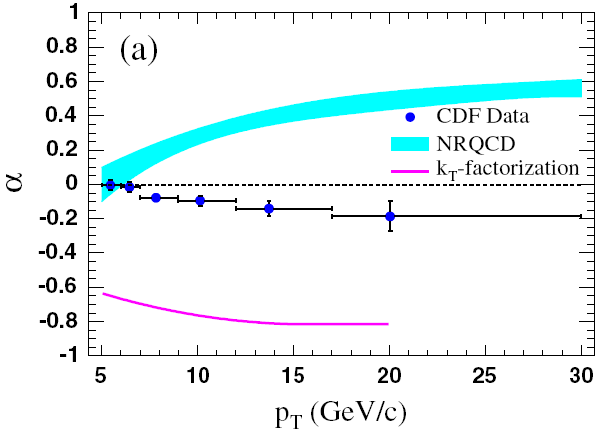 1
0.8
0.6
0.4
0.2
0
-0.2
-0.4
-0.6
-0.8
-1
α
(a)
CDF Data
NRQCD
k_T-factorization
5 10 15 20 25 30
p_T (GeV/c)